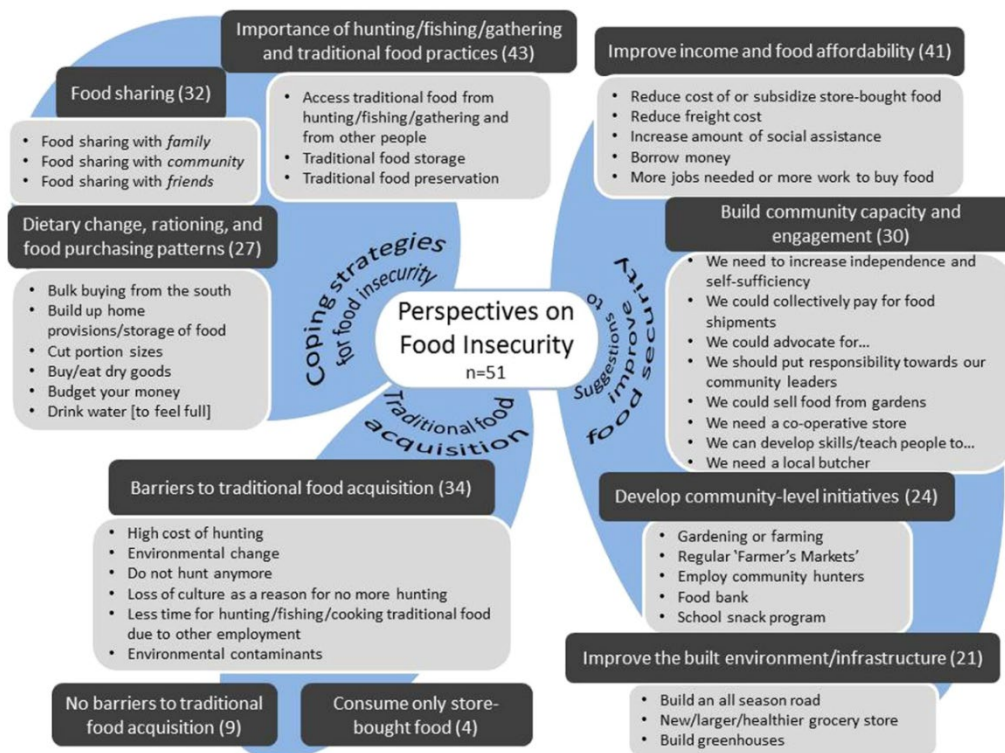 Importance of hunting/fishing/gathering
and traditional food practices (43)
• Access traditional food from
hunting/fishing/gathering and
from other people
• Traditional food storage
• Traditional food preservation
Food sharing (32)
• Food sharing with family
• Food sharing with community
• Food sharing with friends
Dietary change, rationing, and
food purchasing patterns (27)
• Bulk buying from the south
• Build up home
provisions/storage of food
• Cut portion sizes
• Buy/eat dry goods
• Budget your money
• Drink water [to feel full]
Coping strategies
for food insecurity
Perspectives on
Food Insecurity
n=51
Traditional food
acquisition
Suggestions to
improve
food security
Barriers to traditional food acquisition (34)
• High cost of hunting
• Environmental change
• Do not hunt anymore
• Loss of culture as a reason for no more hunting
• Less time for hunting/fishing/cooking traditional food
due to other employment
• Environmental contaminants
No barriers to traditional
food acquisition (9)
Consume only store-
bought food (4)
Improve income and food affordability (41)
• Reduce cost of or subsidize store-bought food
• Reduce freight cost
• Increase amount of social assistance
• Borrow money
• More jobs needed or more work to buy food
Build community capacity and
engagement (30)
• We need to increase independence and
self-sufficiency
• We could collectively pay for food
shipments
• We could advocate for…
• We should put responsibility towards our
community leaders
• We could sell food from gardens
• We need a co-operative store
• We can develop skills/teach people to…
• We need a local butcher
Develop community-level initiatives (24)
• Gardening or farming
• Regular ‘Farmer’s Markets’
• Employ community hunters
• Food bank
• School snack program
Improve the built environment/infrastructure (21)
• Build an all season road
• New/larger/healthier grocery store
• Build greenhouses